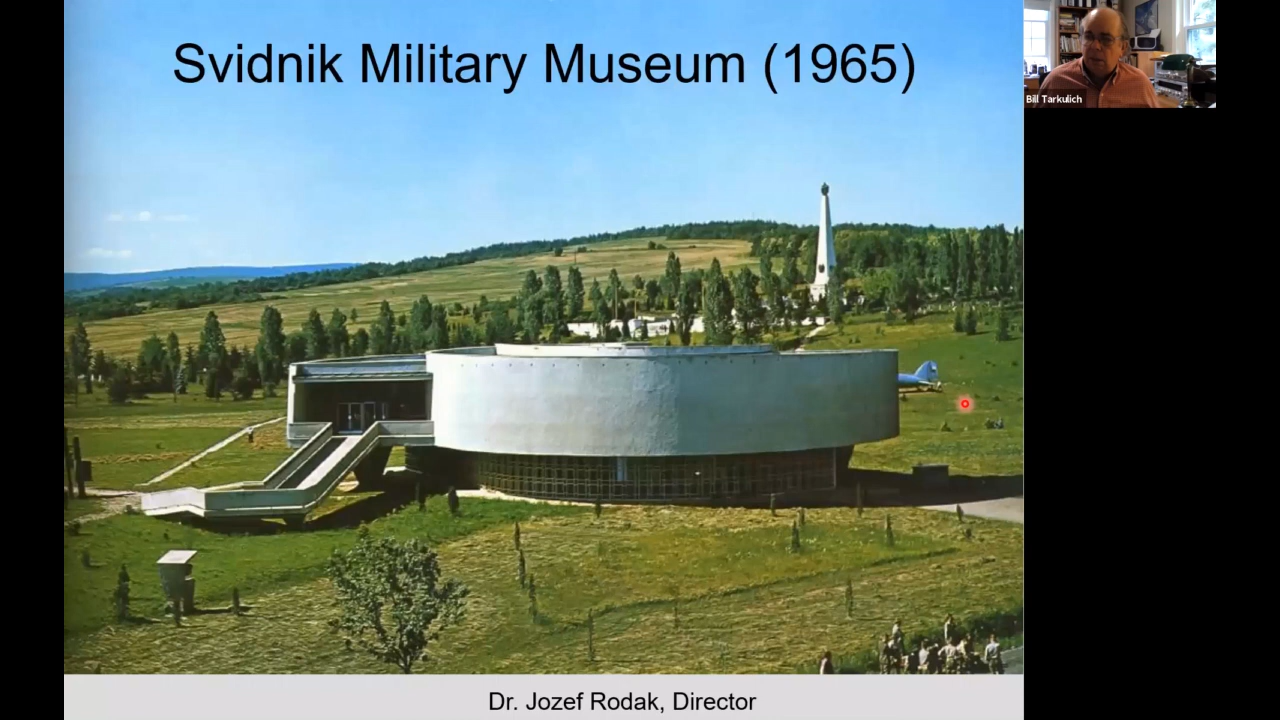 Svidnik Military Museum (1965)
Bill Tarkulich
Dr. Jozef Rodak, Director